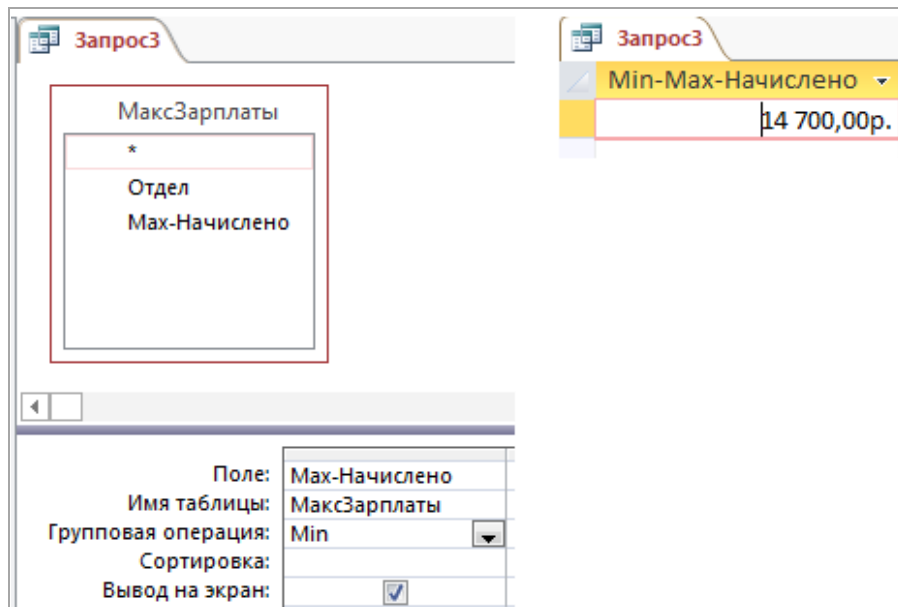 Запрос3
МаксЗарплаты
*
Отдел
Max-Начислено
Поле: Max-Начислено
Имя таблицы: МаксЗарплаты
Групповая операция: Min
Сортировка:
Вывод на экран:
Запрос3
Min-Max-Начислено
14 700,00р.